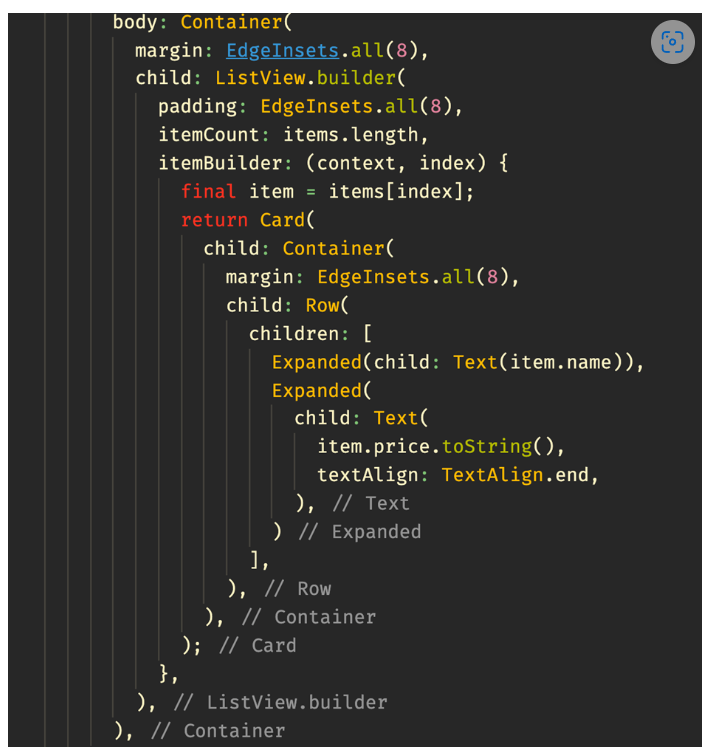 body: Container(
margin: EdgeInsets.all(8),
child: ListView.builder(
padding: EdgeInsets.all(8),
itemCount: items.length,
itemBuilder: (context, index) {
final item = items[index];
return Card(
child: Container(
margin: EdgeInsets.all(8),
child: Row(
children: [
Expanded(child: Text(item.name)),
Expanded(
child: Text(
item.price.toString(),
textAlign: TextAlign.end,
), // Text
) // Expanded
],
), // Row
), // Container
); // Card
},
), // ListView.builder
), // Container